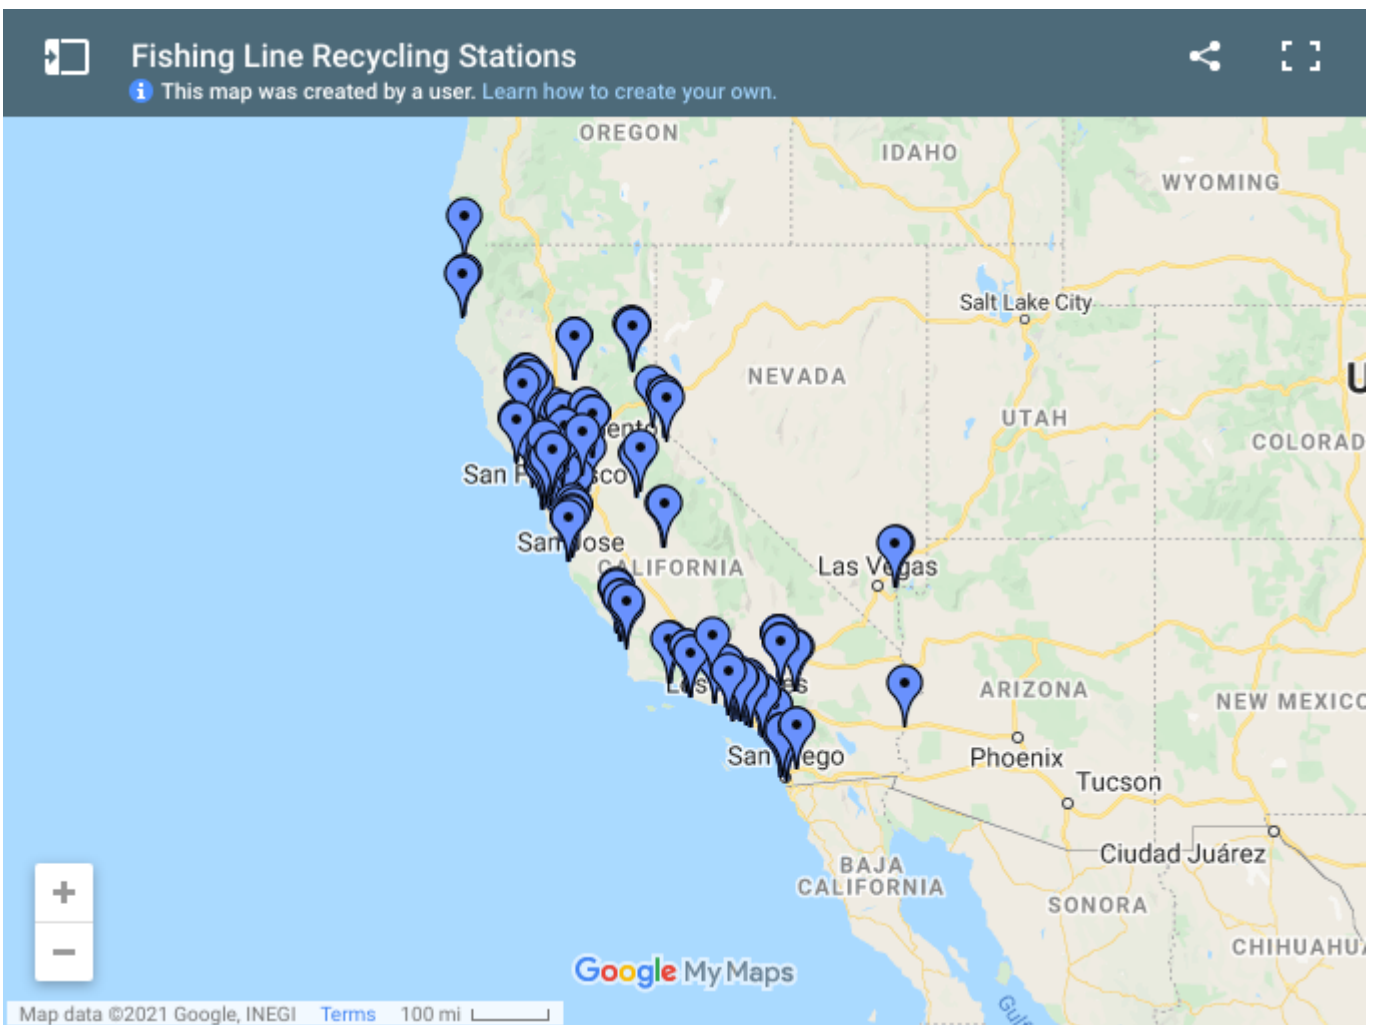 Fishing Line Recycling Stations
This map was created by a user. Learn how to create your own.
OREGON
IDAHO
WYOMING
Salt Lake City
NEVADA
UTAH
COLORAD
San
San Jose
CALIFORNIA
Las Vegas
ARIZONA
NEW MEXICO
San Diego
Phoenix
Tucson
Ciudad Juárez
BAJA
CALIFORNIA
SONORA
CHIHUAHUA
Google My Maps
Map data ©2021 Google, INEGI Terms 100 mi